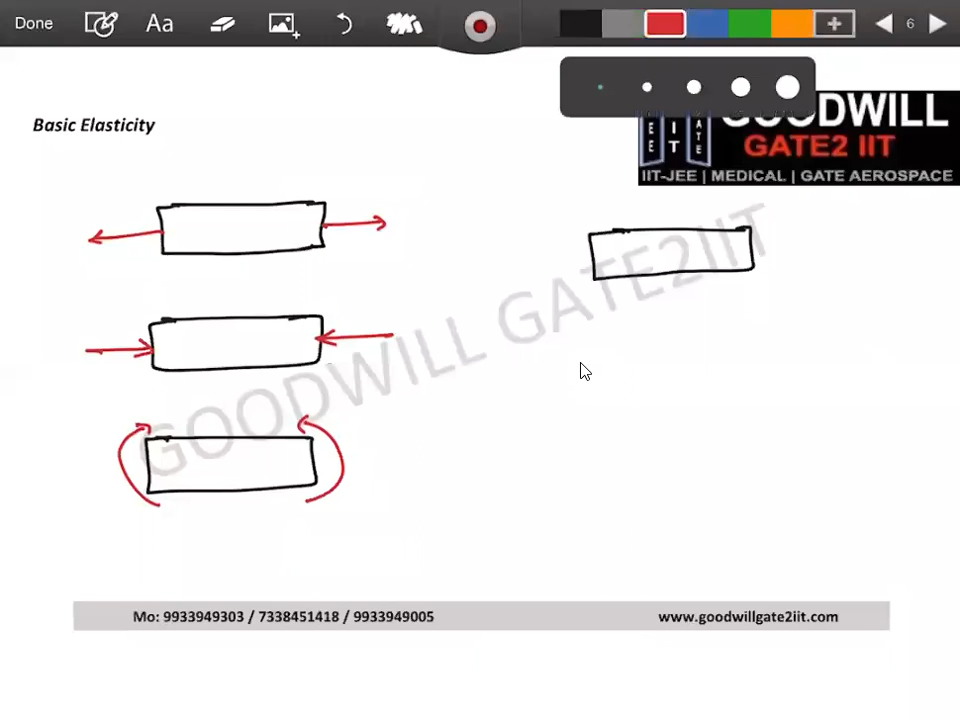 Done Aa 6
GOODWILL
GATE2 IIT
IIT-JEE | MEDICAL | GATE AEROSPACE
Basic Elasticity
GOODWILL GATE2IIT
Mo: 9933949303 / 7338451418 / 9933949005 www.goodwillgate2iit.com